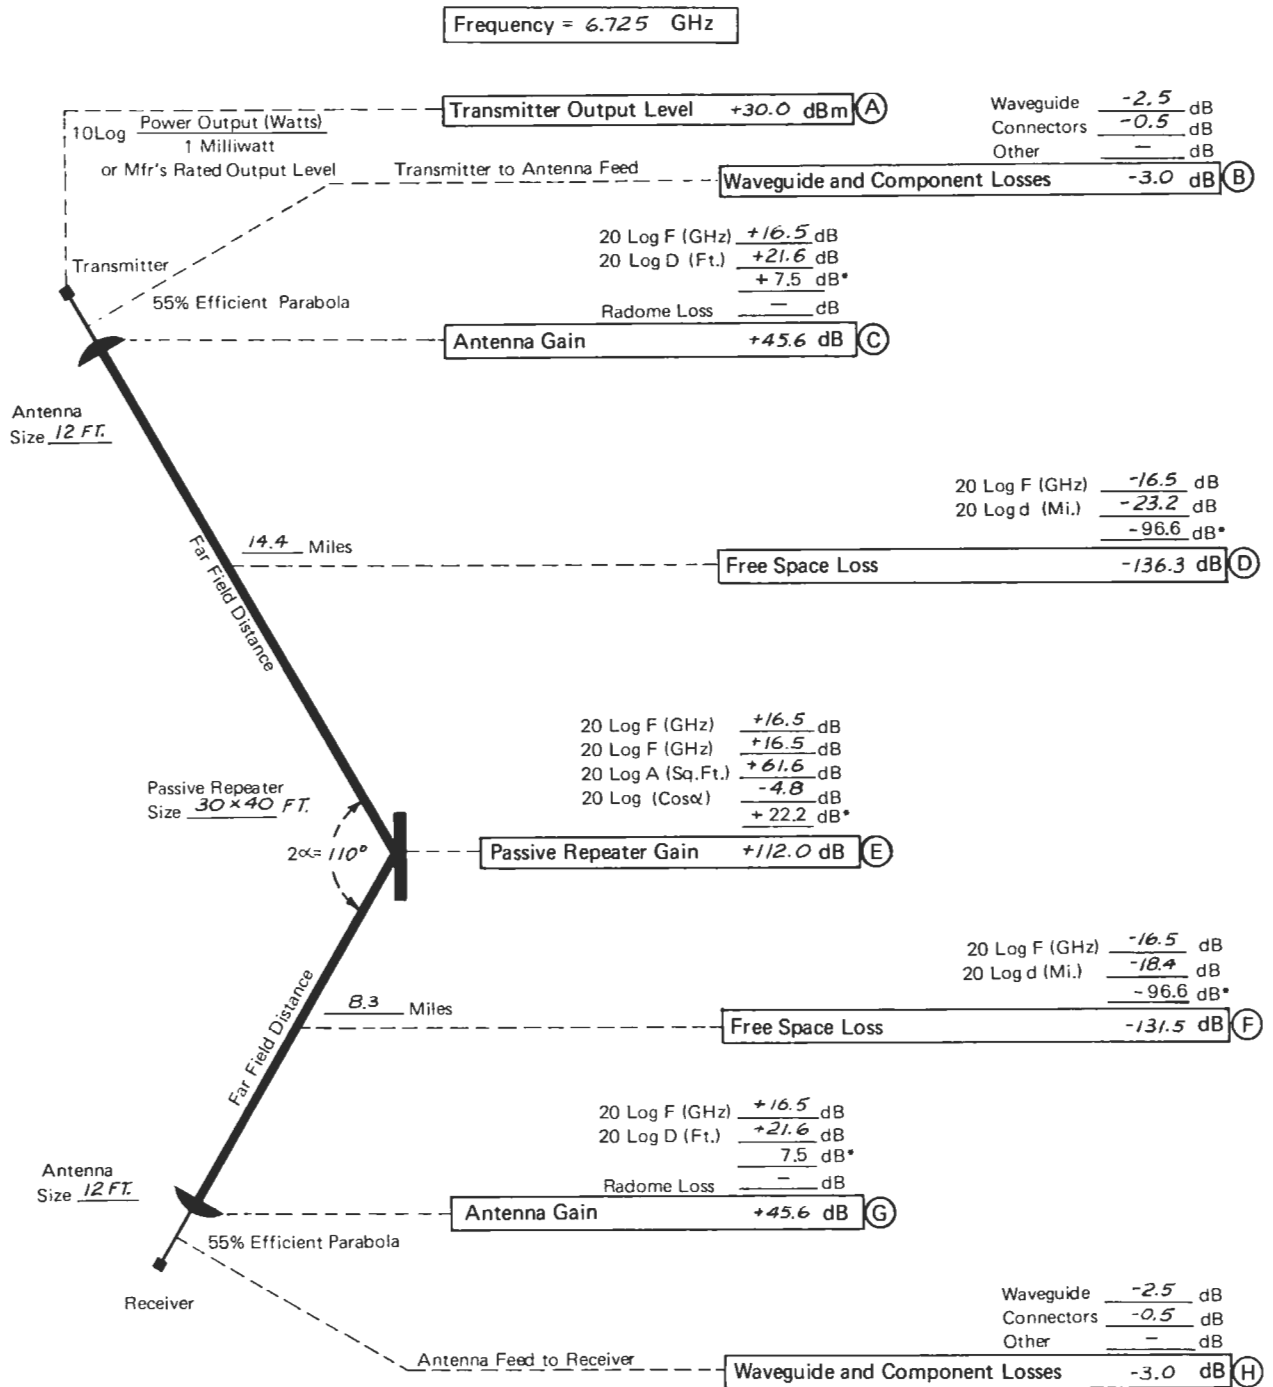 Frequency = 6.725 GHz
Transmitter Output Level +30.0 dBm A
10Log Power Output (Watts)
1 Milliwatt
or Mfr's Rated Output Level
Waveguide -2.5 dB
Connectors -0.5 dB
Other — dB
Transmitter to Antenna Feed
Waveguide and Component Losses -3.0 dB B
20 Log F (GHz) +16.5 dB
20 Log D (Ft.) +21.6 dB
+ 7.5 dB*
Radome Loss — dB
Transmitter
55% Efficient Parabola
Antenna Gain +45.6 dB C
Antenna
Size 12 FT.
20 Log F (GHz) -16.5 dB
20 Log d (Mi.) -23.2 dB
-96.6 dB*
14.4 Miles
Far Field Distance
Free Space Loss -136.3 dB D
20 Log F (GHz) +16.5 dB
20 Log F (GHz) +16.5 dB
20 Log A (Sq.Ft.) +61.6 dB
20 Log (Cosα) -4.8 dB
+ 22.2 dB*
Passive Repeater
Size 30×40 FT.
2α= 110°
Passive Repeater Gain +112.0 dB E
20 Log F (GHz) -16.5 dB
20 Log d (Mi.) -18.4 dB
-96.6 dB*
8.3 Miles
Far Field Distance
Free Space Loss -131.5 dB F
20 Log F (GHz) +16.5 dB
20 Log D (Ft.) +21.6 dB
7.5 dB*
Radome Loss — dB
Antenna
Size 12 FT.
Antenna Gain +45.6 dB G
55% Efficient Parabola
Receiver
Waveguide -2.5 dB
Connectors -0.5 dB
Other — dB
Antenna Feed to Receiver
Waveguide and Component Losses -3.0 dB H